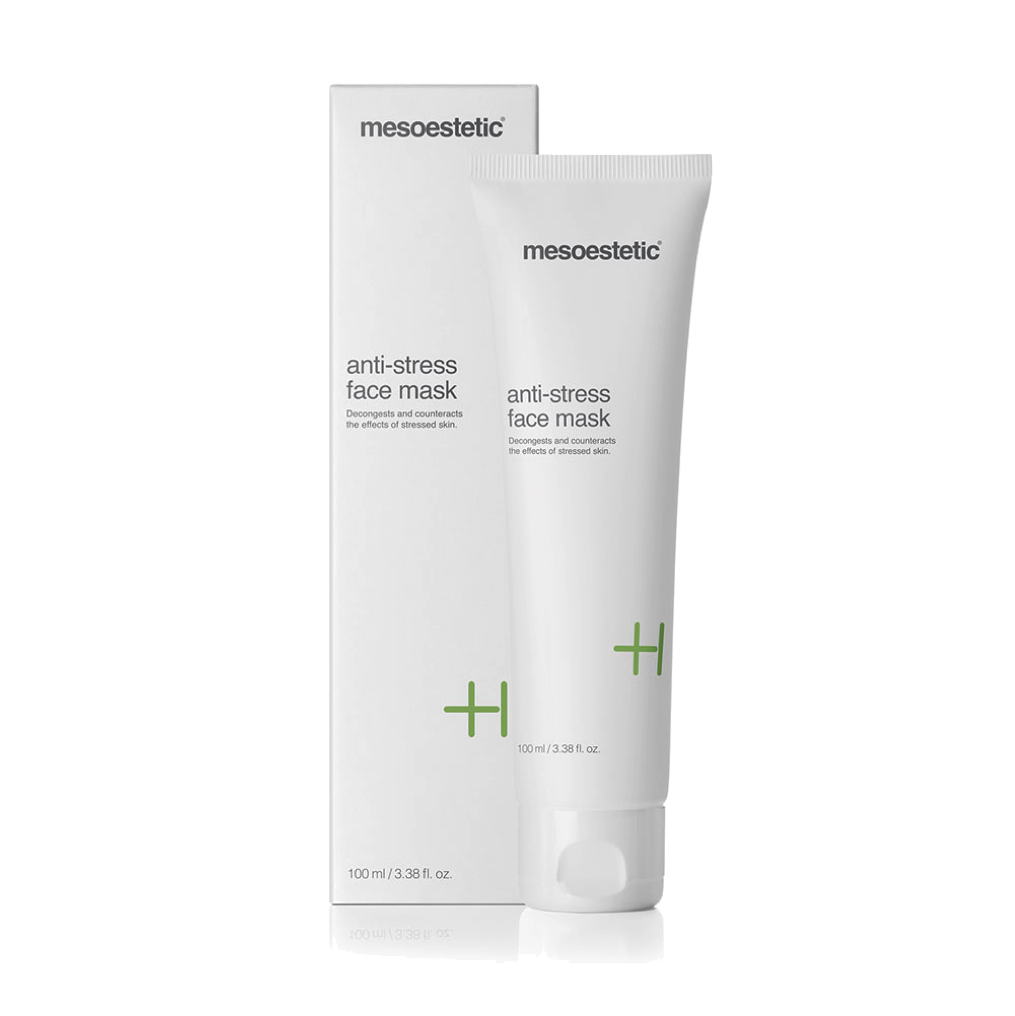 mesoestetic®
anti-stress
face mask
Decongests and counteracts
the effects of stressed skin.
100 ml / 3.38 fl. oz.
mesoestetic®
anti-stress
face mask
Decongests and counteracts
the effects of stressed skin.
100 ml / 3.38 fl. oz.